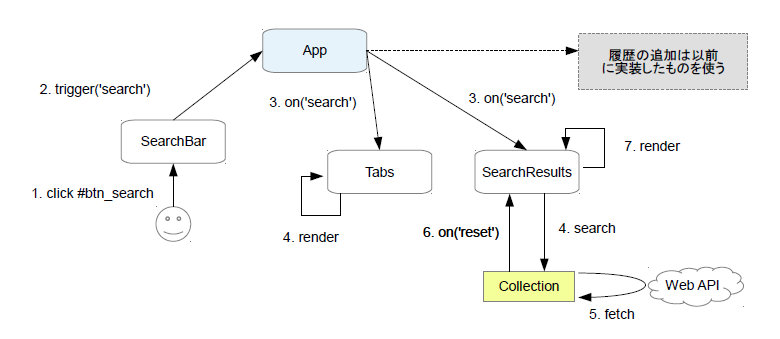 App
履歴の追加は以前
に実装したものを使う
2. trigger('search')
3. on('search')
3. on('search')
SearchBar
7. render
Tabs
SearchResults
1. click #btn_search
4. render
6. on('reset')
4. search
Collection
Web API
5. fetch